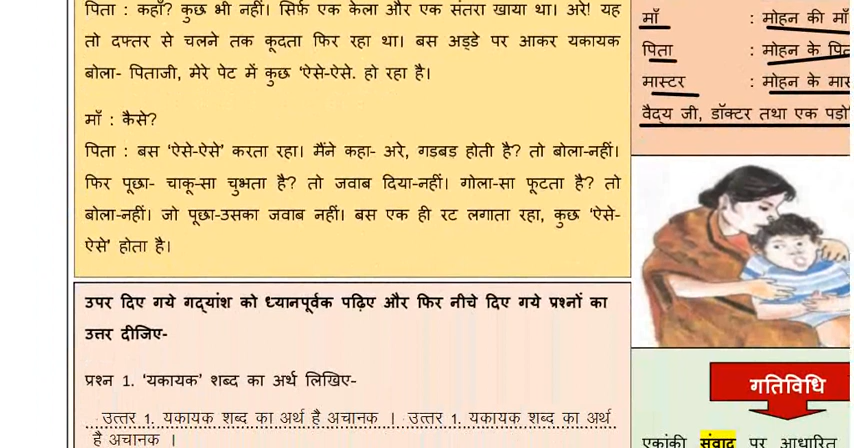 पिता : कहाँ? कुछ भी नहीं। सिर्फ़ एक केला और एक संतरा खाया था। अरे! यह
तो दफ्तर से चलने तक कूदता फिर रहा था। बस अड्डे पर आकर यकायक
बोला- पिताजी, मेरे पेट में कुछ 'ऐसे-ऐसे. हो रहा है।
माँ : कैसे?
पिता : बस 'ऐसे-ऐसे' करता रहा। मैंने कहा- अरे, गडबड होती है? तो बोला-नहीं।
फिर पूछा- चाकू-सा चुभता है? तो जवाब दिया-नहीं। गोला-सा फूटता है? तो
बोला-नहीं। जो पूछा-उसका जवाब नहीं। बस एक ही रट लगाता रहा, कुछ 'ऐसे-
ऐसे' होता है।
उपर दिए गये गद्यांश को ध्यानपूर्वक पढ़िए और फिर नीचे दिए गये प्रश्नों का
उत्तर दीजिए-
प्रश्न 1. 'यकायक' शब्द का अर्थ लिखिए-
उत्तर 1. यकायक शब्द का अर्थ है अचानक । उत्तर 1. यकायक शब्द का अर्थ
है अचानक ।
माँ : मोहन की माँ
पिता : मोहन के
मास्टर : मोहन के
वैद्य जी, डॉक्टर तथा एक
गतिविधि
एकांकी संवाद पर आधारित